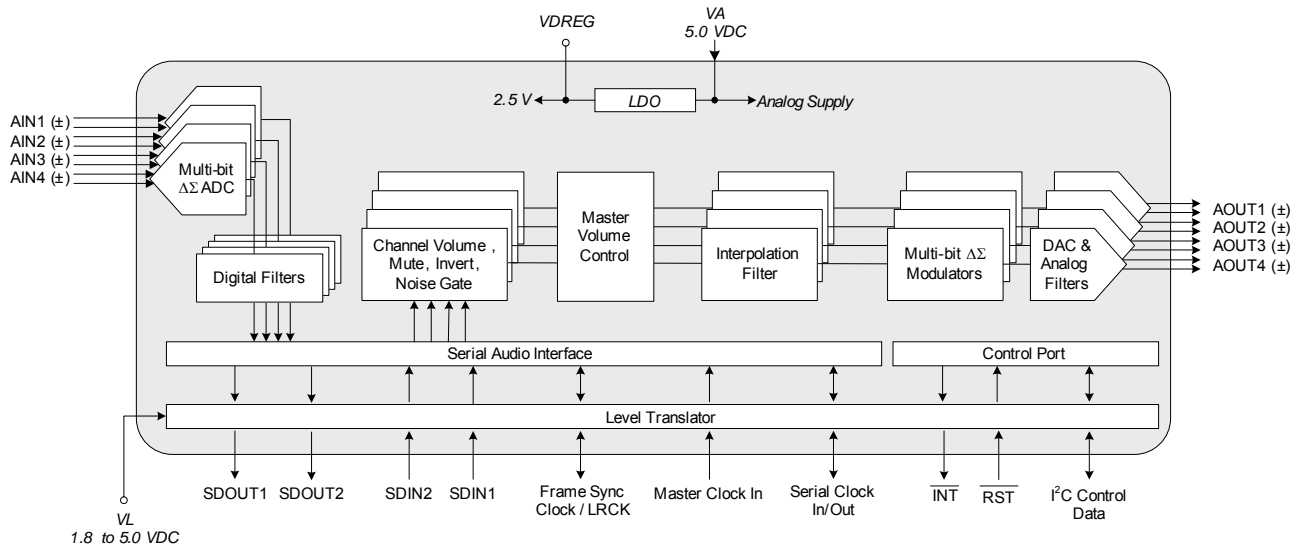 VDREG
VA
5.0 VDC
2.5 V
LDO
Analog Supply
AIN1 (±)
AIN2 (±)
AIN3 (±)
AIN4 (±)
Multi-bit
ΔΣ ADC
Digital Filters
Channel Volume ,
Mute, Invert,
Noise Gate
Master
Volume
Control
Interpolation
Filter
Multi-bit ΔΣ
Modulators
DAC &
Analog
Filters
AOUT1 (±)
AOUT2 (±)
AOUT3 (±)
AOUT4 (±)
Serial Audio Interface
Control Port
Level Translator
SDOUT1
SDOUT2
SDIN2
SDIN1
Frame Sync
Clock / LRCK
Master Clock In
Serial Clock
In/Out
INT
RST
I²C Control
Data
VL
1.8 to 5.0 VDC